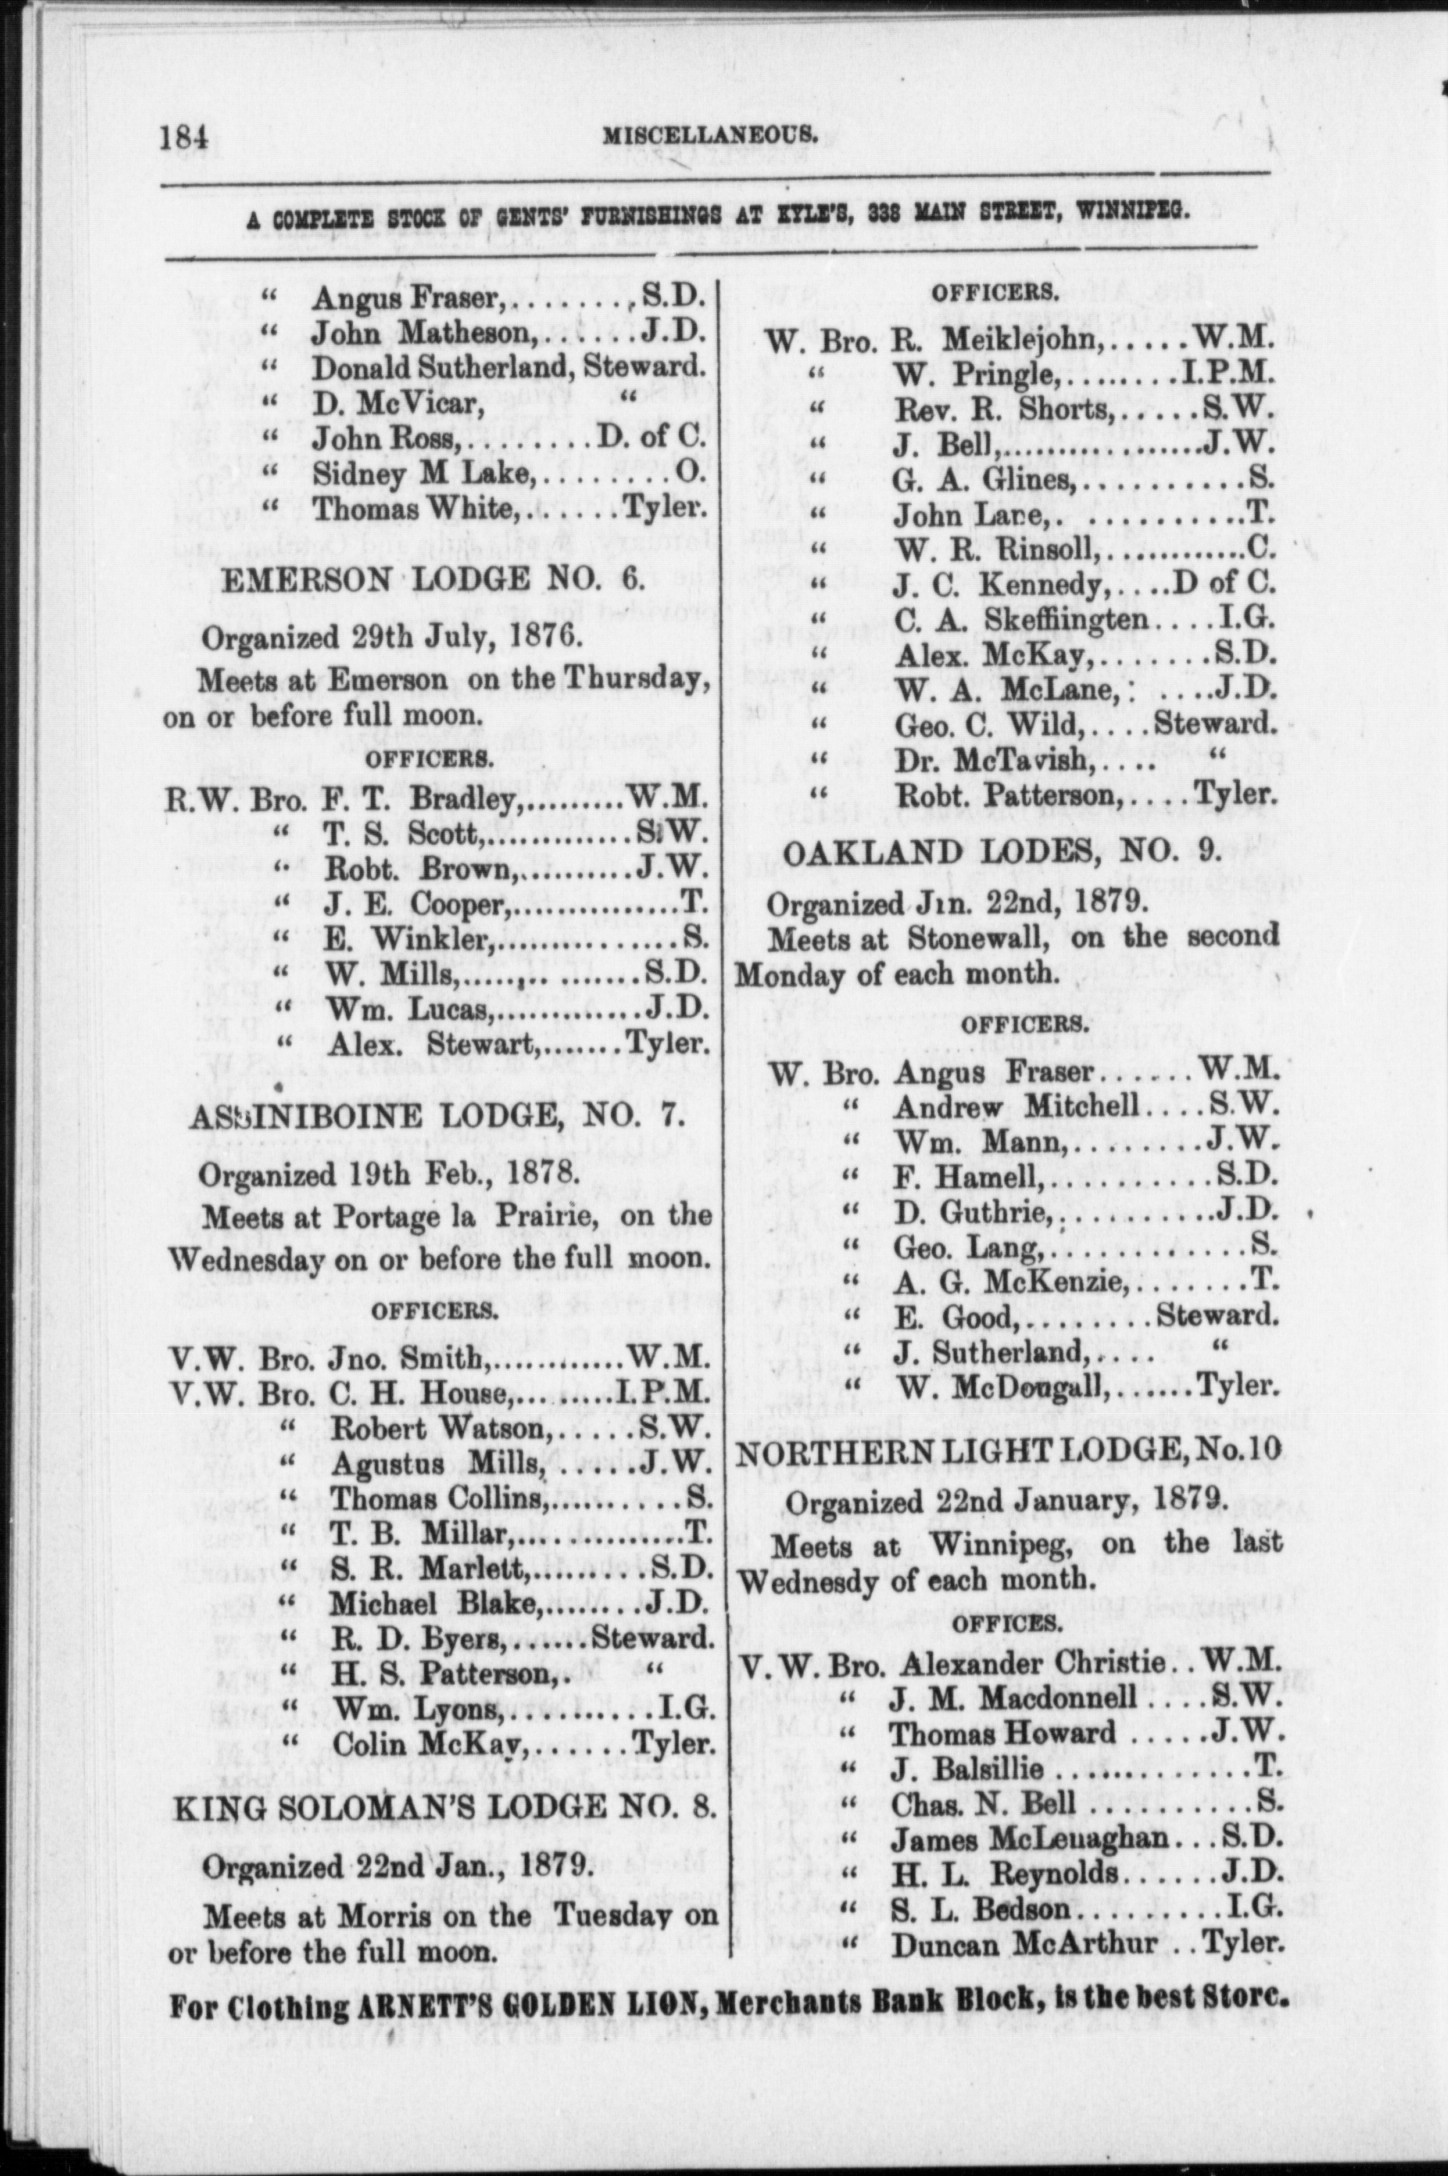 184
MISCELLANEOUS.
A COMPLETE STOCK OF GENTS' FURNISHINGS AT KYLE'S, 338 MAIN STREET, WINNIPEG.
“ Angus Fraser,........S.D.
“ John Matheson,......J.D.
“ Donald Sutherland, Steward.
“ D. McVicar, “
“ John Ross,.........D. of C.
“ Sidney M Lake,.........O.
“ Thomas White,.......Tyler.
EMERSON LODGE NO. 6.
Organized 29th July, 1876.
Meets at Emerson on the Thursday,
on or before full moon.
OFFICERS.
R.W. Bro. F. T. Bradley,.........W.M.
“ T. S. Scott,.............S.W.
“ Robt. Brown,..........J.W.
“ J. E. Cooper,...............T.
“ E. Winkler,................S.
“ W. Mills,.....,.. ........S.D.
“ Wm. Lucas,.............J.D.
“ Alex. Stewart,.......Tyler.
ASSINIBOINE LODGE, NO. 7.
Organized 19th Feb., 1878.
Meets at Portage la Prairie, on the
Wednesday on or before the full moon.
OFFICERS.
V.W. Bro. Jno. Smith,............W.M.
V.W. Bro. C. H. House,... .....I.P.M.
“ Robert Watson,.....S.W.
“ Agustus Mills, .....J.W.
“ Thomas Collins,..........S.
“ T. B. Millar,...............T.
“ S. R. Marlett,.........S.D.
“ Michael Blake,........J.D.
“ R. D. Byers,......Steward.
“ H. S. Patterson,. “
“ Wm. Lyons,...........I.G.
“ Colin McKay,......Tyler.
KING SOLOMAN'S LODGE NO. 8.
Organized 22nd Jan., 1879.
Meets at Morris on the Tuesday on
or before the full moon.
OFFICERS.
W. Bro. R. Meiklejohn,.....W.M.
“ W. Pringle,........I.P.M.
“ Rev. R. Shorts,.....S.W.
“ J. Bell,..................J.W.
“ G. A. Glines,...........S.
“ John Lane,. ...........T.
“ W. R. Rinsoll,............C.
“ J. C. Kennedy,....D of C.
“ C. A. Skeffiington....I.G.
“ Alex. McKay,.......S.D.
“ W. A. McLane,: ....J.D.
“ Geo. C. Wild,....Steward.
“ Dr. McTavish,.... “
“ Robt. Patterson,....Tyler.
OAKLAND LODES, NO. 9.
Organized Jan. 22nd, 1879.
Meets at Stonewall, on the second
Monday of each month.
OFFICERS.
W. Bro. Angus Fraser......W.M.
“ Andrew Mitchell....S.W.
“ Wm. Mann,.........J.W.
“ F. Hamell,...........S.D.
“ D. Guthrie,...........J.D.
“ Geo. Lang,.............S.
“ A. G. McKenzie,........T.
“ E. Good,........Steward.
“ J. Sutherland,.... “
“ W. McDougall,......Tyler.
NORTHERN LIGHT LODGE, No. 10
Organized 22nd January, 1879.
Meets at Winnipeg, on the last
Wednesdy of each month.
OFFICES.
V. W. Bro. Alexander Christie..W.M.
“ J. M. Macdonnell....S.W.
“ Thomas Howard .....J.W.
“ J. Balsillie .............T.
“ Chas. N. Bell ...........S.
“ James McLenaghan...S.D.
“ H. L. Reynolds......J.D.
“ S. L. Bedson..........I.G.
“ Duncan McArthur ..Tyler.
For Clothing ARNETT'S GOLDEN LION, Merchants Bank Block, is the best Store.